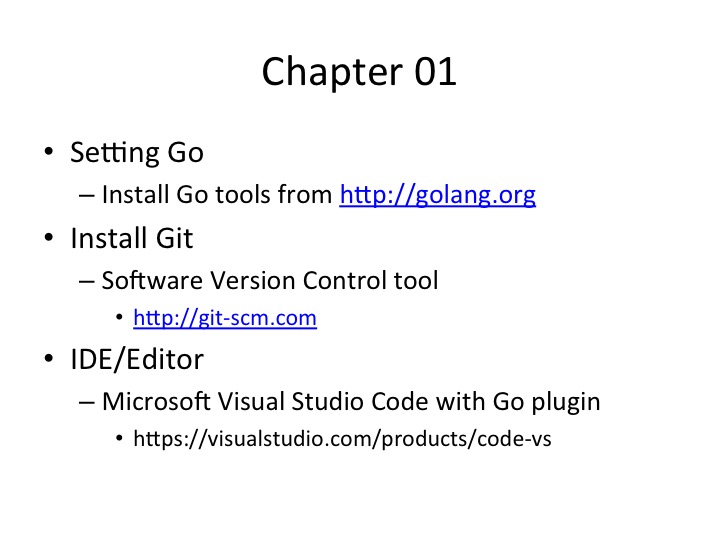 Chapter 01
• Setting Go
– Install Go tools from http://golang.org
• Install Git
– Software Version Control tool
• http://git-scm.com
• IDE/Editor
– Microsoft Visual Studio Code with Go plugin
• https://visualstudio.com/products/code-vs